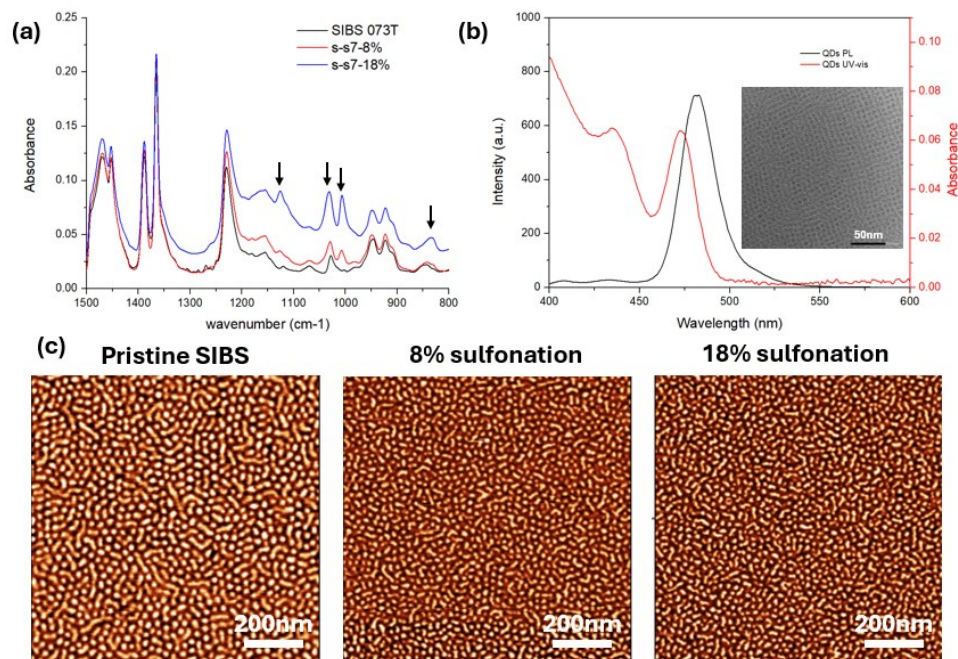 (a)
0.25
0.20
0.15
0.10
0.05
0.00
Absorbance
SIBS 073T
s-s7-8%
s-s7-18%
1500 1400 1300 1200 1100 1000 900 800
wavenumber (cm-1)
(b)
1000
800
600
400
200
0
Intensity (a.u.)
QDs PL
QDs UV-vis
50nm
0.10
0.08
0.06
0.04
0.02
0.00
Absorbance
400 450 500 550 600
Wavelength (nm)
(c)
Pristine SIBS
8% sulfonation
18% sulfonation
200nm
200nm
200nm